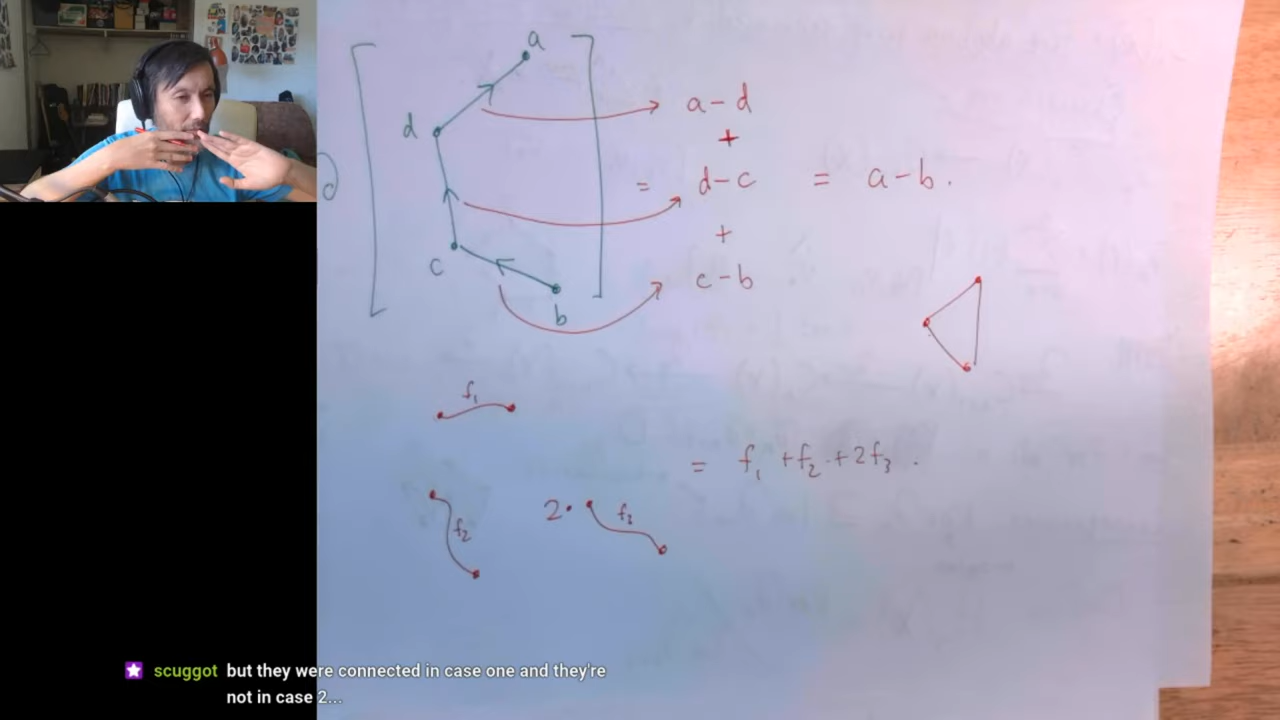 ∂
a
d
c
b
a-d
+
= d-c = a-b.
+
c-b
f₁
= f₁ + f₂ + 2f₃ .
f₂
2· f₃
scuggot but they were connected in case one and they're
not in case 2...